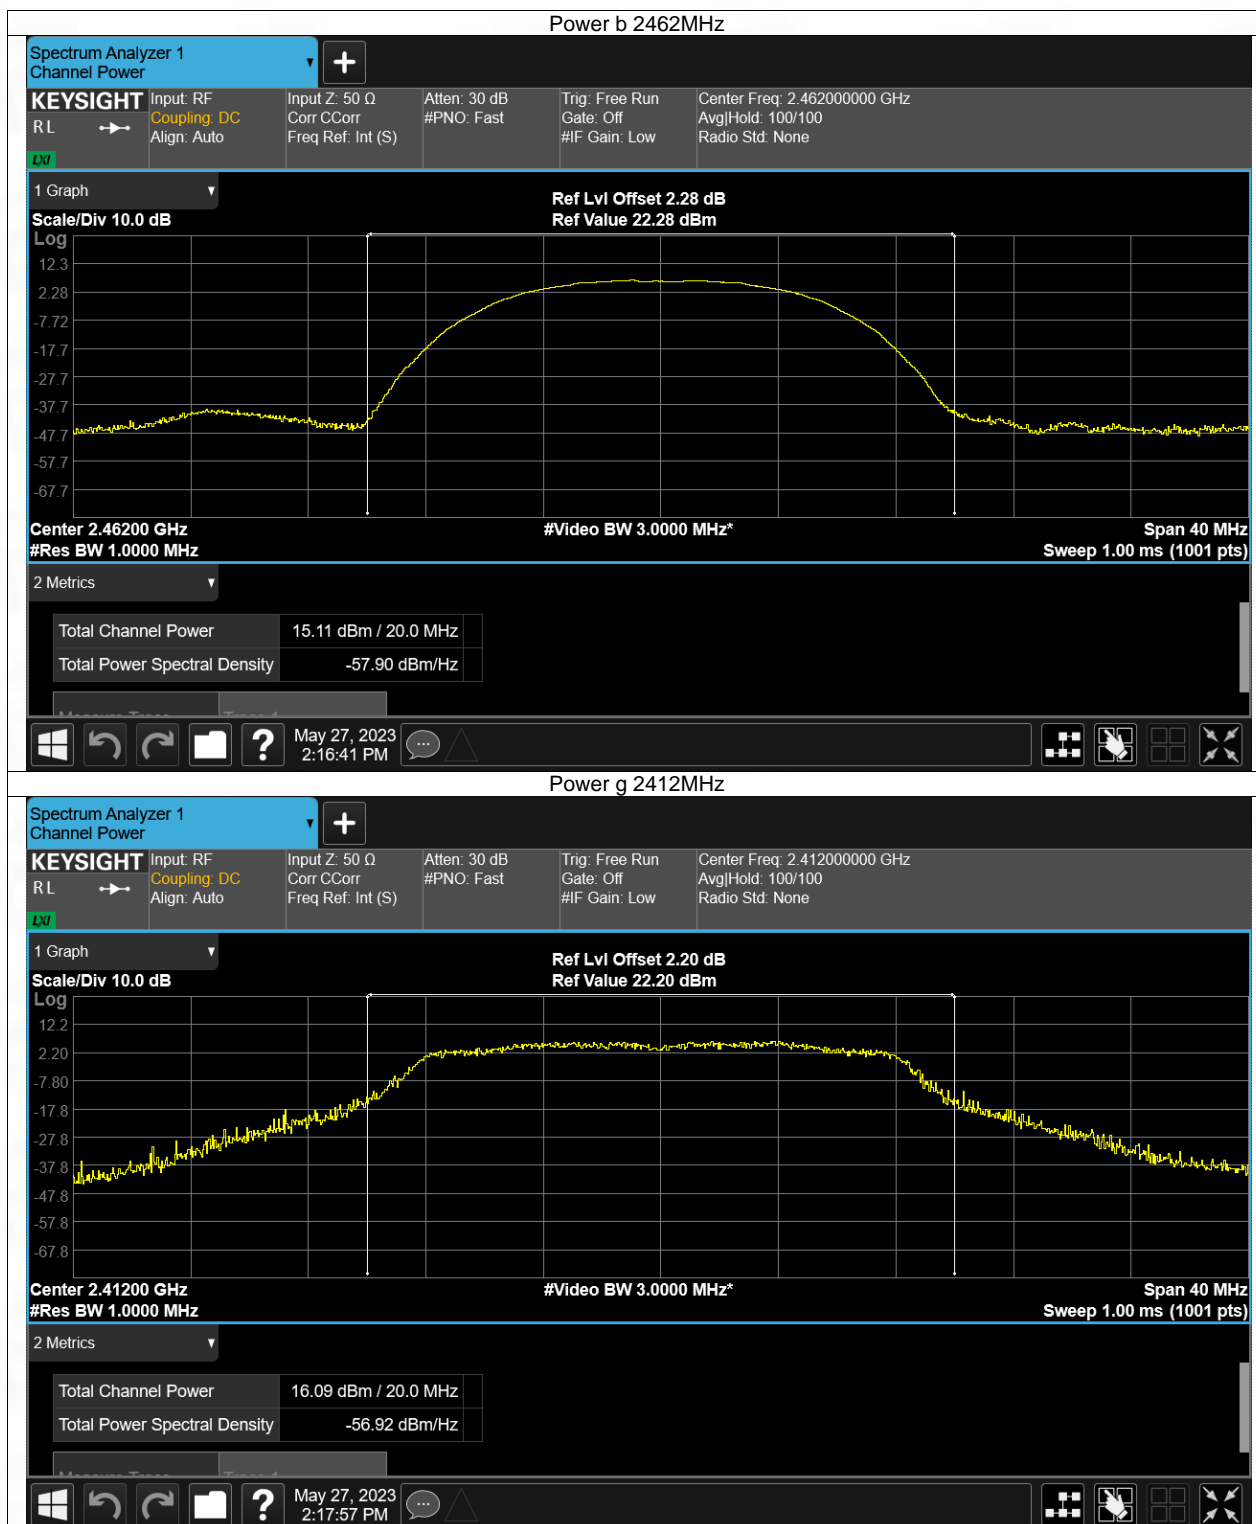 Power b 2462MHz
Spectrum Analyzer 1
Channel Power
KEYSIGHT
RL
LXI
Input: RF
Coupling: DC
Align: Auto
Input Z: 50 Ω
Corr CCorr
Freq Ref: Int (S)
Atten: 30 dB
#PNO: Fast
Trig: Free Run
Gate: Off
#IF Gain: Low
Center Freq: 2.462000000 GHz
Avg|Hold: 100/100
Radio Std: None
1 Graph
Scale/Div 10.0 dB
Ref Lvl Offset 2.28 dB
Ref Value 22.28 dBm
Log
12.3
2.28
-7.72
-17.7
-27.7
-37.7
-47.7
-57.7
-67.7
Center 2.46200 GHz
#Video BW 3.0000 MHz*
Span 40 MHz
#Res BW 1.0000 MHz
Sweep 1.00 ms (1001 pts)
2 Metrics
Total Channel Power 15.11 dBm / 20.0 MHz
Total Power Spectral Density -57.90 dBm/Hz
May 27, 2023
2:16:41 PM
Power g 2412MHz
Spectrum Analyzer 1
Channel Power
KEYSIGHT
RL
LXI
Input: RF
Coupling: DC
Align: Auto
Input Z: 50 Ω
Corr CCorr
Freq Ref: Int (S)
Atten: 30 dB
#PNO: Fast
Trig: Free Run
Gate: Off
#IF Gain: Low
Center Freq: 2.412000000 GHz
Avg|Hold: 100/100
Radio Std: None
1 Graph
Scale/Div 10.0 dB
Ref Lvl Offset 2.20 dB
Ref Value 22.20 dBm
Log
12.2
2.20
-7.80
-17.8
-27.8
-37.8
-47.8
-57.8
-67.8
Center 2.41200 GHz
#Video BW 3.0000 MHz*
Span 40 MHz
#Res BW 1.0000 MHz
Sweep 1.00 ms (1001 pts)
2 Metrics
Total Channel Power 16.09 dBm / 20.0 MHz
Total Power Spectral Density -56.92 dBm/Hz
May 27, 2023
2:17:57 PM